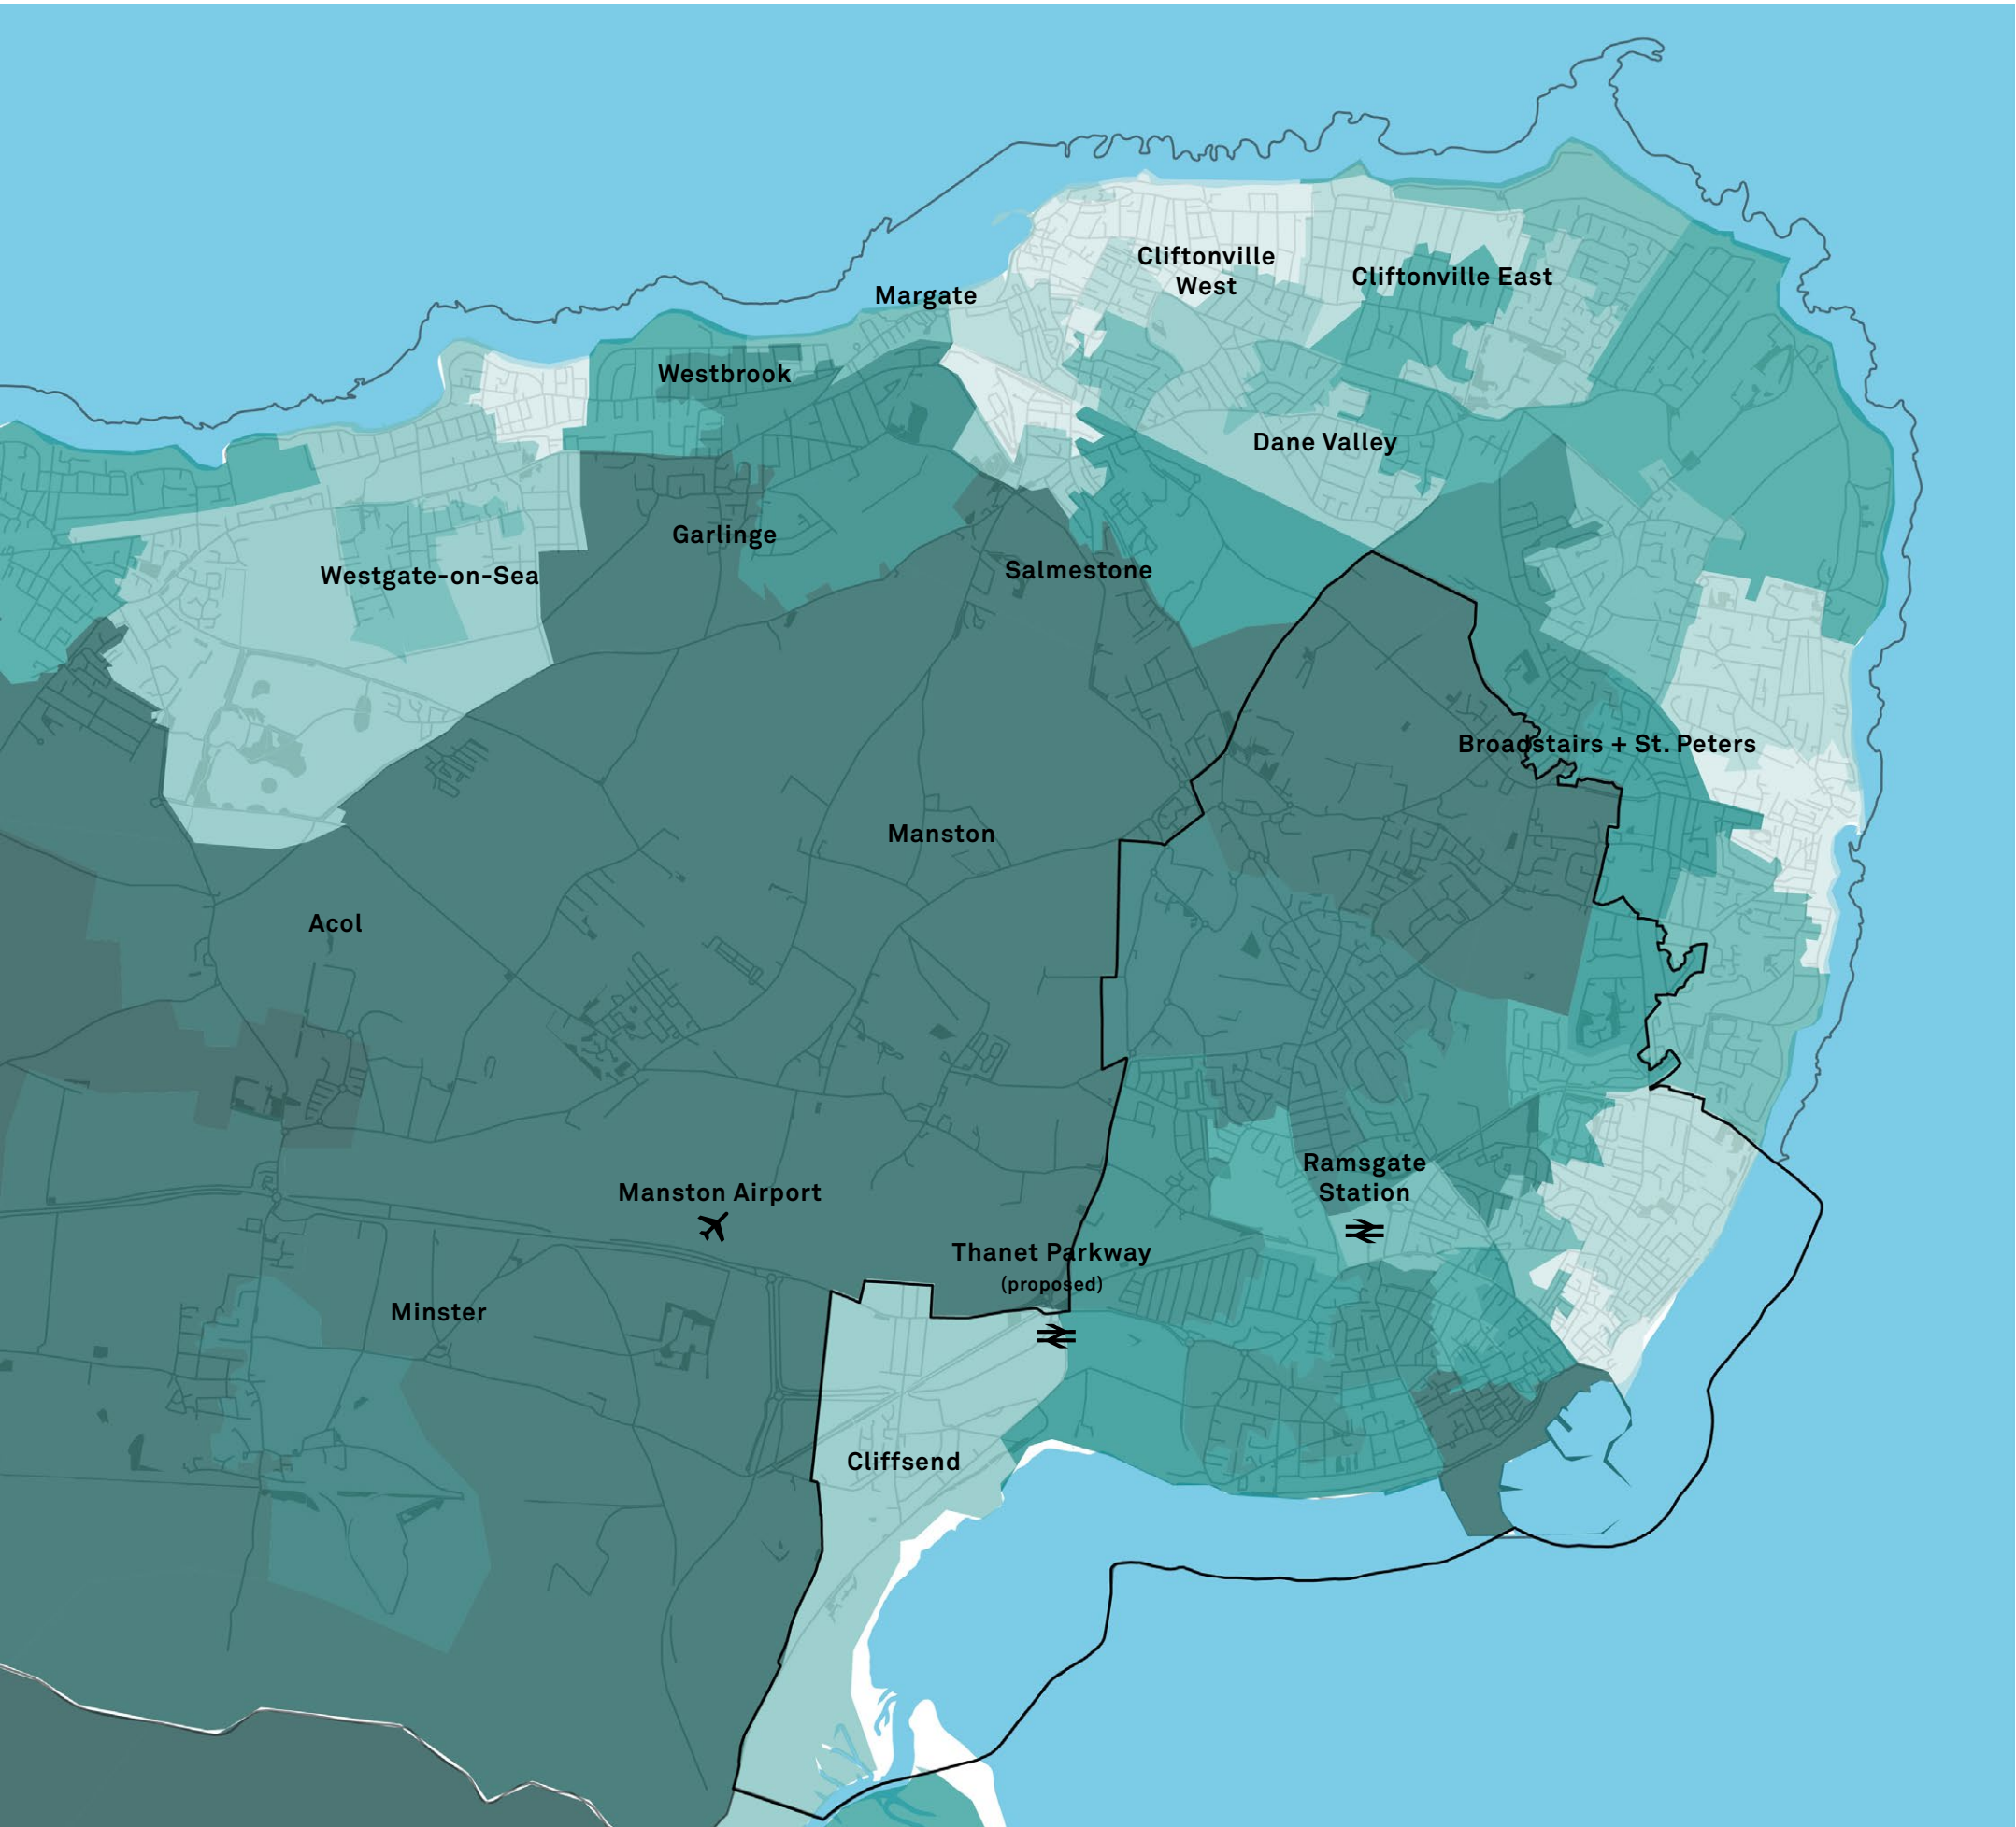 Cliftonville
West
Cliftonville East
Margate
Westbrook
Dane Valley
Garlinge
Salmestone
Westgate-on-Sea
Broadstairs + St. Peters
Manston
Acol
Ramsgate
Station
Manston Airport
Thanet Parkway
(proposed)
Minster
Cliffsend